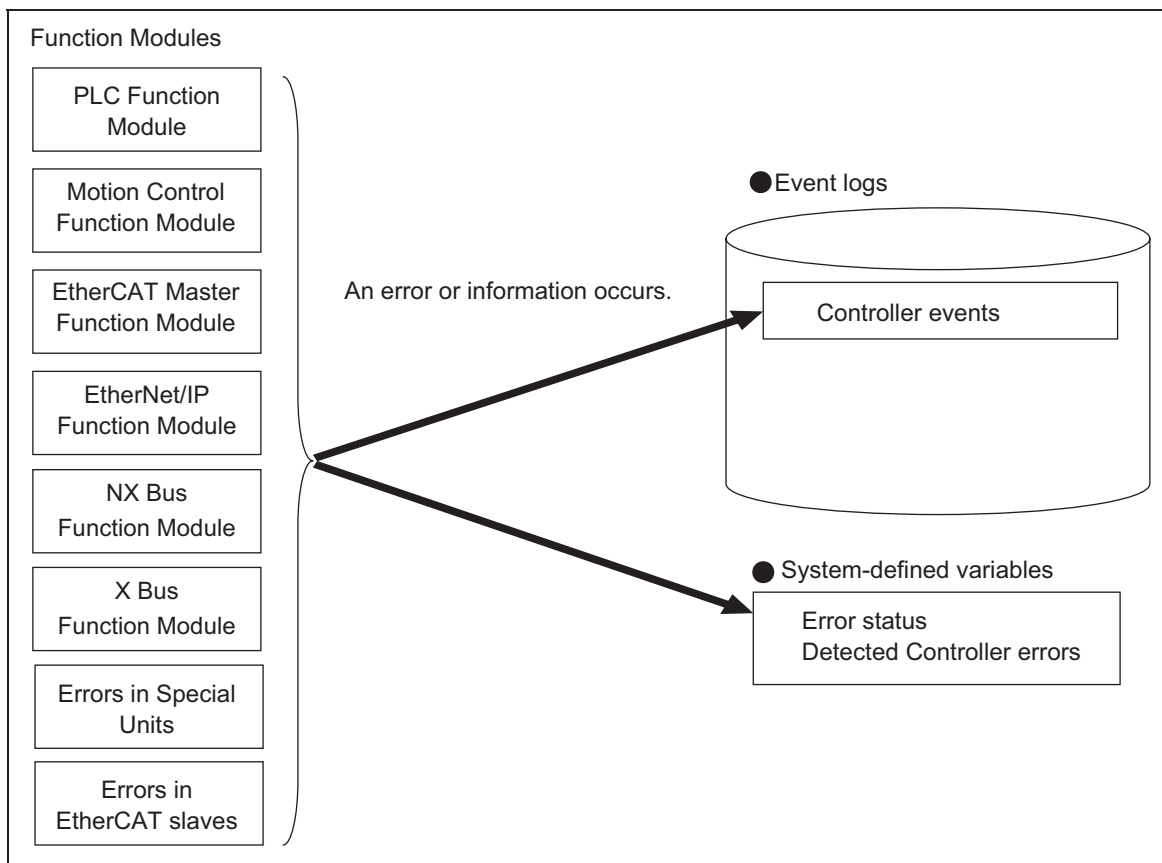 Function Modules
PLC Function
Module
Motion Control
Function Module
EtherCAT Master
Function Module
EtherNet/IP
Function Module
NX Bus
Function Module
X Bus
Function Module
Errors in Special
Units
Errors in
EtherCAT slaves
An error or information occurs.
●Event logs
Controller events
● System-defined variables
Error status
Detected Controller errors